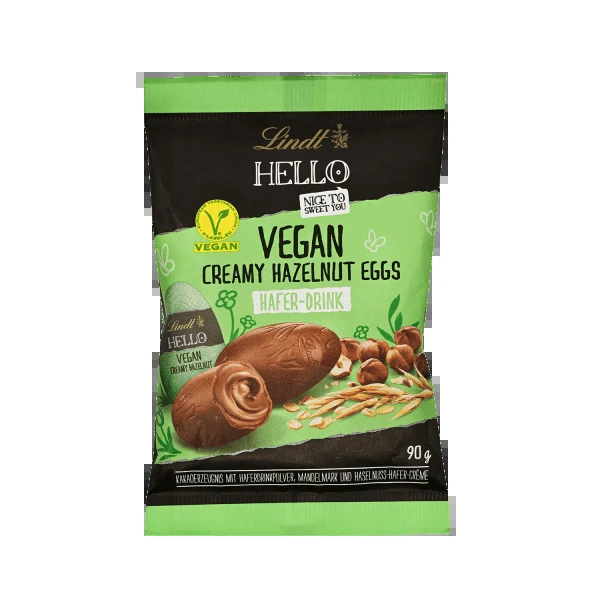 Lindt
HELLO
NICE TO
SWEET YOU
VEGAN
VEGAN
CREAMY HAZELNUT EGGS
HAFER-DRINK
Lindt
HELLO
VEGAN
CREAMY HAZELNUT
90 g
KAKAOERZEUGNIS MIT HAFERDRINKPULVER, MANDELMARK UND HASELNUSS-HAFER-CRÈME